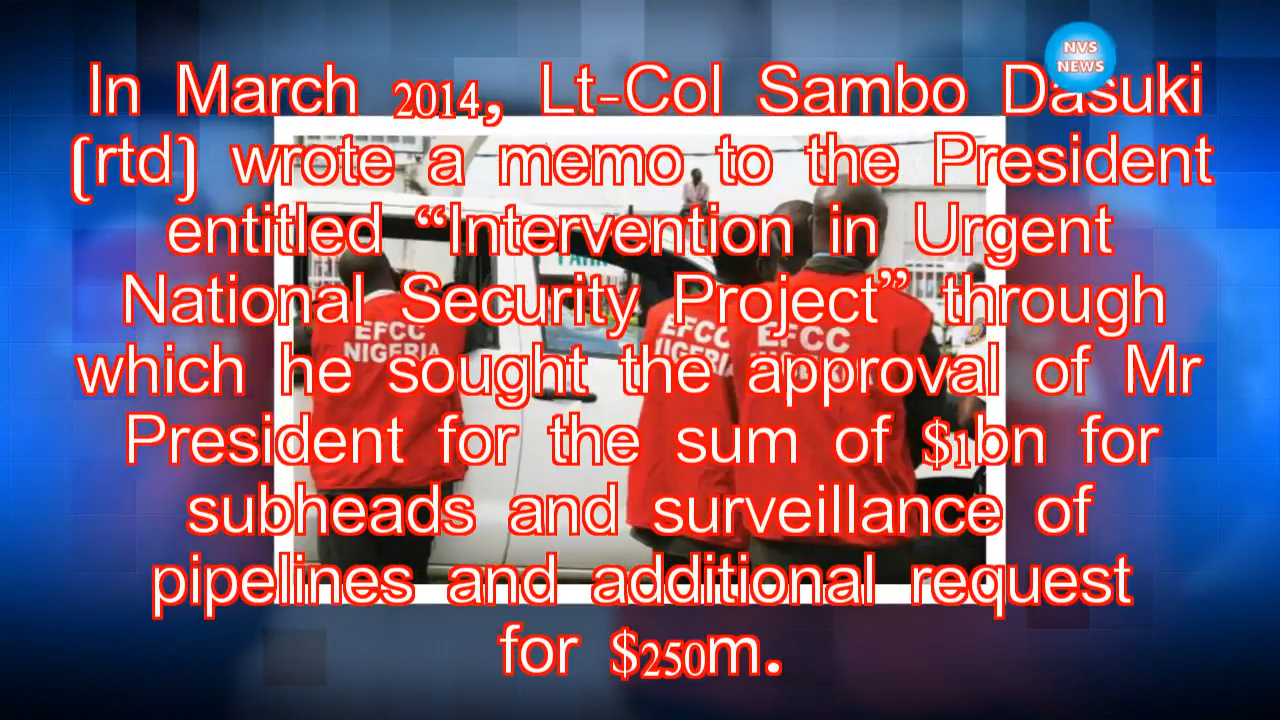 NVS
NEWS
In March 2014, Lt-Col Sambo Dasuki
(rtd) wrote a memo to the President
entitled “Intervention in Urgent
National Security Project” through
which he sought the approval of Mr
President for the sum of $1bn for
subheads and surveillance of
pipelines and additional request
for $250m.
EFCC
NIGERIA
EFCC
NIGERIA
EFCC